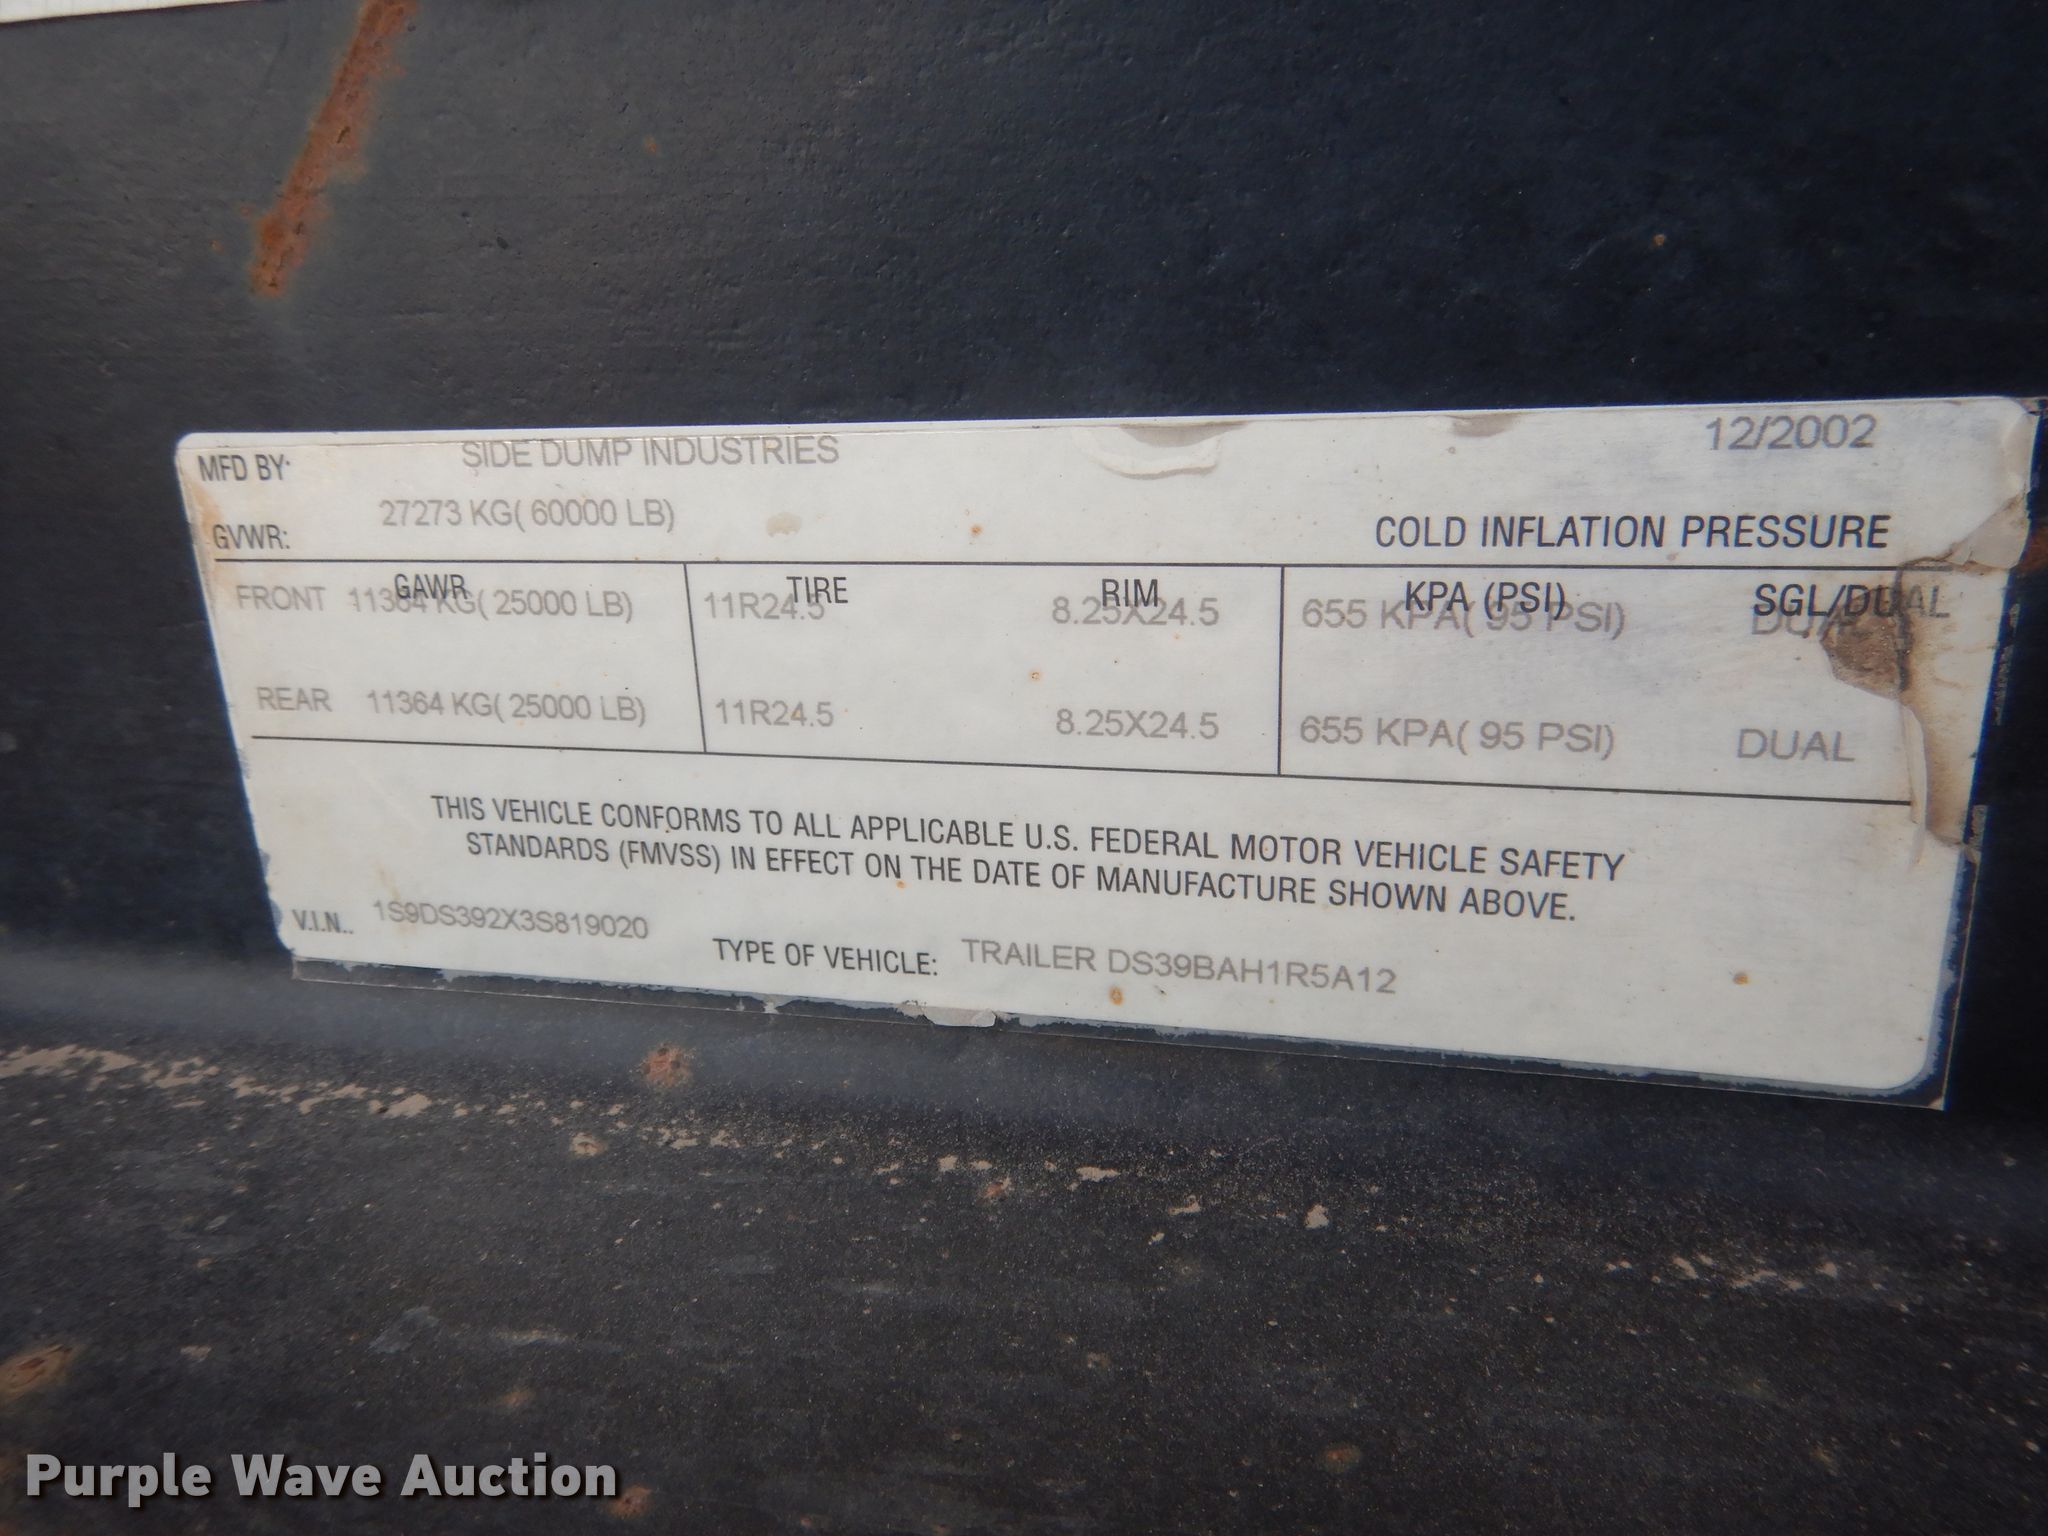 MFD BY: SIDE DUMP INDUSTRIES 12/2002
GVWR: 27273 KG( 60000 LB) COLD INFLATION PRESSURE
GAWR TIRE RIM KPA (PSI) SGL/DUAL
FRONT 11364 KG( 25000 LB) 11R24.5 8.25X24.5 655 KPA( 95 PSI) DUAL
REAR 11364 KG( 25000 LB) 11R24.5 8.25X24.5 655 KPA( 95 PSI) DUAL
THIS VEHICLE CONFORMS TO ALL APPLICABLE U.S. FEDERAL MOTOR VEHICLE SAFETY
STANDARDS (FMVSS) IN EFFECT ON THE DATE OF MANUFACTURE SHOWN ABOVE.
V.I.N.. 1S9DS392X3S819020
TYPE OF VEHICLE: TRAILER DS39BAH1R5A12
Purple Wave Auction